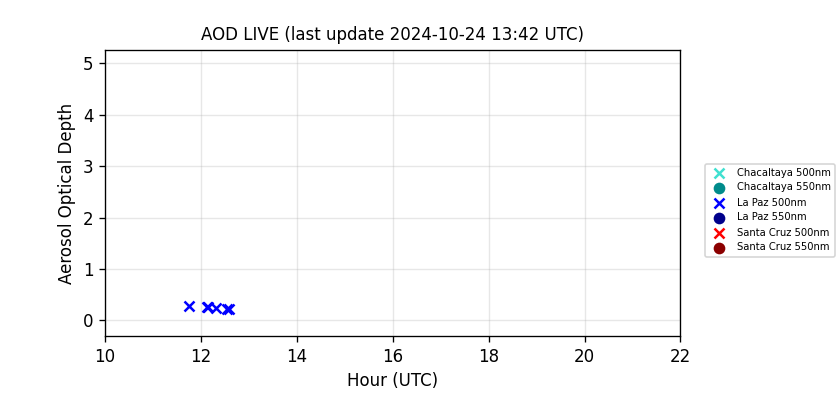 AOD LIVE (last update 2024-10-24 13:42 UTC)
5
4
3
2
1
0
Aerosol Optical Depth
10 12 14 16 18 20 22
Hour (UTC)
Chacaltaya 500nm
Chacaltaya 550nm
La Paz 500nm
La Paz 550nm
Santa Cruz 500nm
Santa Cruz 550nm